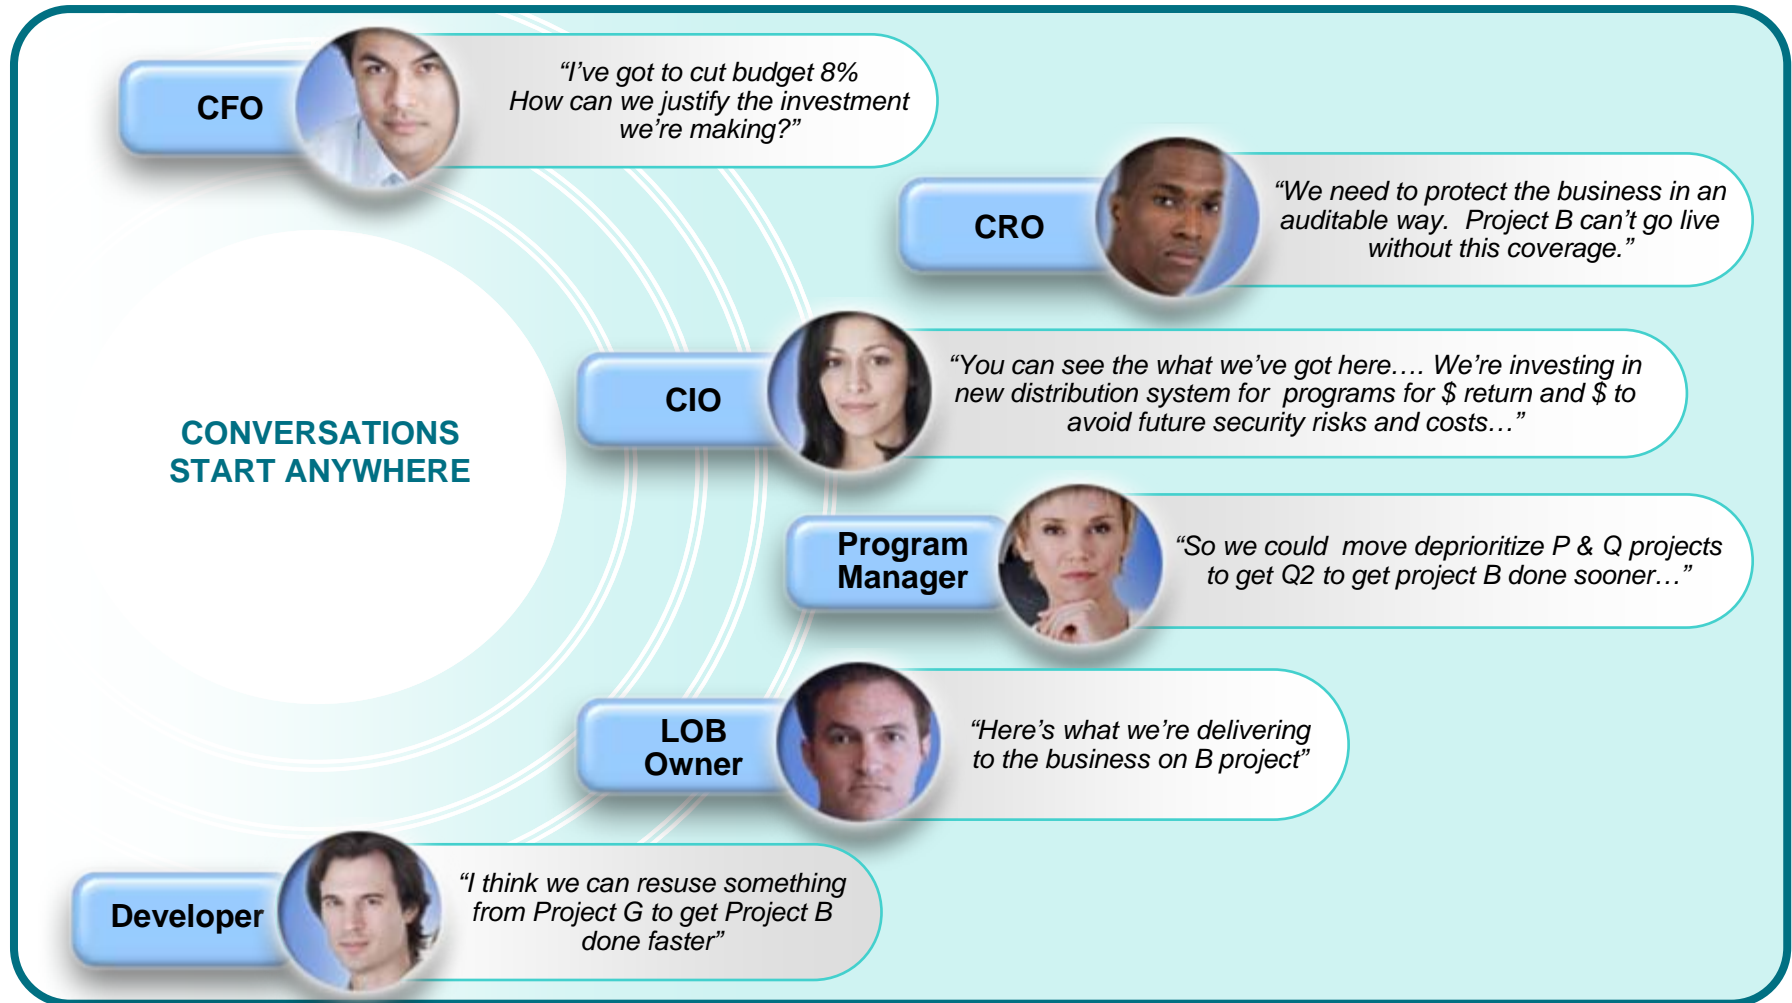 CFO
“I’ve got to cut budget 8%
How can we justify the investment
we’re making?”
CRO
“We need to protect the business in an
auditable way.  Project B can’t go live
without this coverage.”
CIO
“You can see the what we’ve got here…. We’re investing in
new distribution system for  programs for $ return and $ to
avoid future security risks and costs…”
CONVERSATIONS
START ANYWHERE
Program
Manager
“So we could  move deprioritize P & Q projects
to get Q2 to get project B done sooner…”
LOB
Owner
“Here’s what we’re delivering
to the business on B project”
Developer
“I think we can resuse something
from Project G to get Project B
done faster”